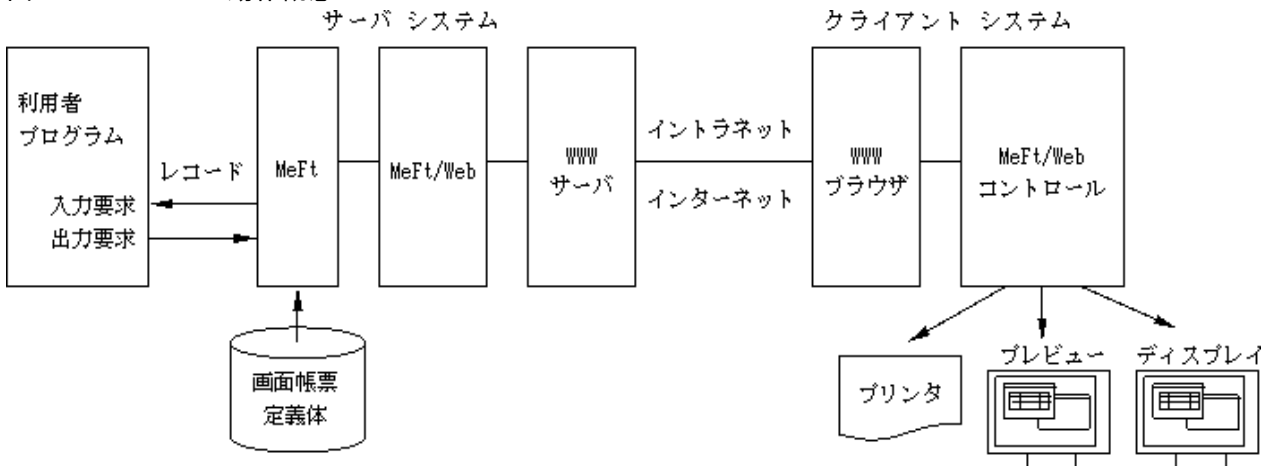 サーバ システム
クライアント システム
利用者
プログラム
レコード
入力要求
出力要求
MeFt
MeFt/Web
WWW
サーバ
イントラネット
インターネット
WWW
ブラウザ
MeFt/Web
コントロール
画面帳票
定義体
プリンタ
プレビュー
ディスプレイ